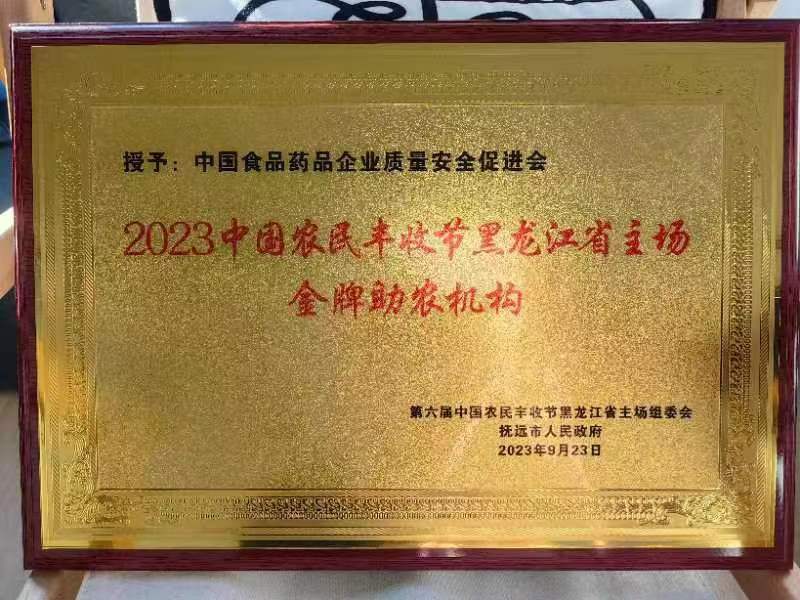 授予：中国食品药品企业质量安全促进会
2023中国农民丰收节黑龙江省主场
金牌助农机构
第六届中国农民丰收节黑龙江省主场组委会
抚远市人民政府
2023年9月23日